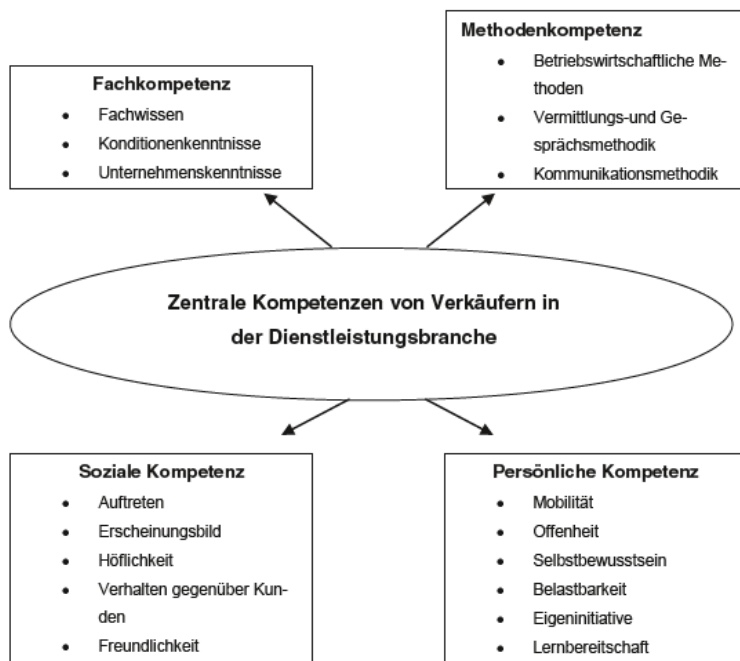 Fachkompetenz
Fachwissen
Konditionenkenntnisse
Unternehmenskenntnisse
Methodenkompetenz
Betriebswirtschaftliche Me-
thoden
Vermittlungs-und Ge-
sprächsmethodik
Kommunikationsmethodik
Zentrale Kompetenzen von Verkäufern in
der Dienstleistungsbranche
Soziale Kompetenz
Auftreten
Erscheinungsbild
Höflichkeit
Verhalten gegenüber Kun-
den
Freundlichkeit
Persönliche Kompetenz
Mobilität
Offenheit
Selbstbewusstsein
Belastbarkeit
Eigeninitiative
Lernbereitschaft